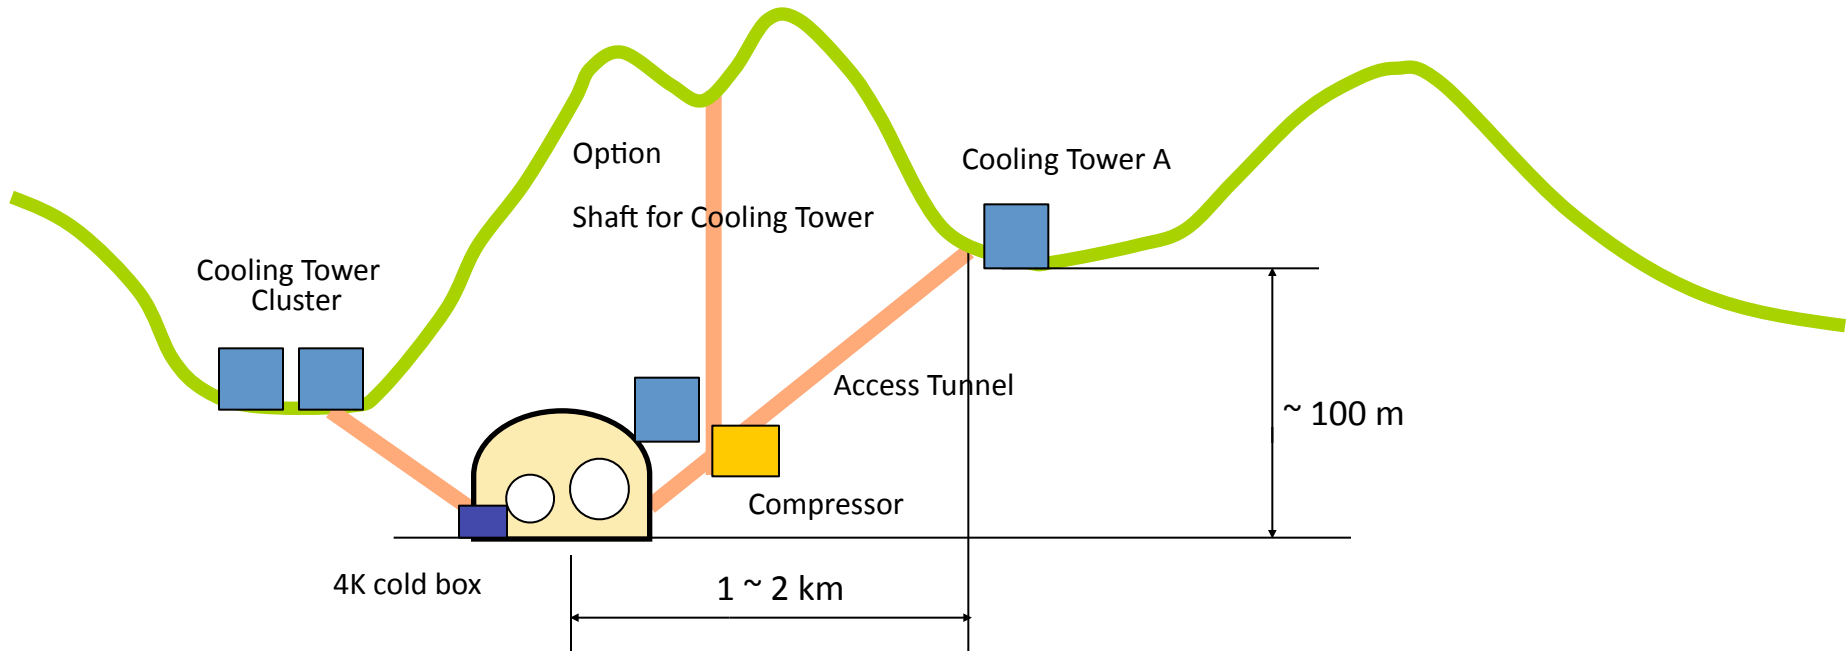 Option
Cooling Tower A
Shaft for Cooling Tower
Cooling Tower
Cluster
Access Tunnel
~ 100 m
Compressor
4K cold box
1 ~ 2 km